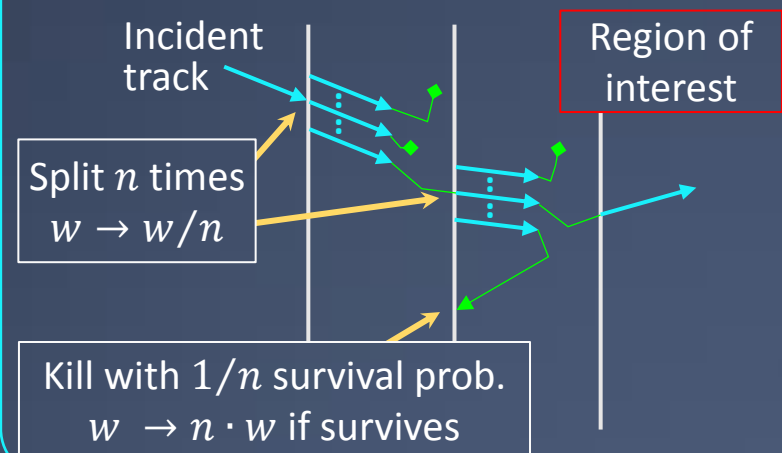 Incident
track
Region of
interest
Split n times
w → w/n
Kill with 1/n survival prob.
w → n · w if survives